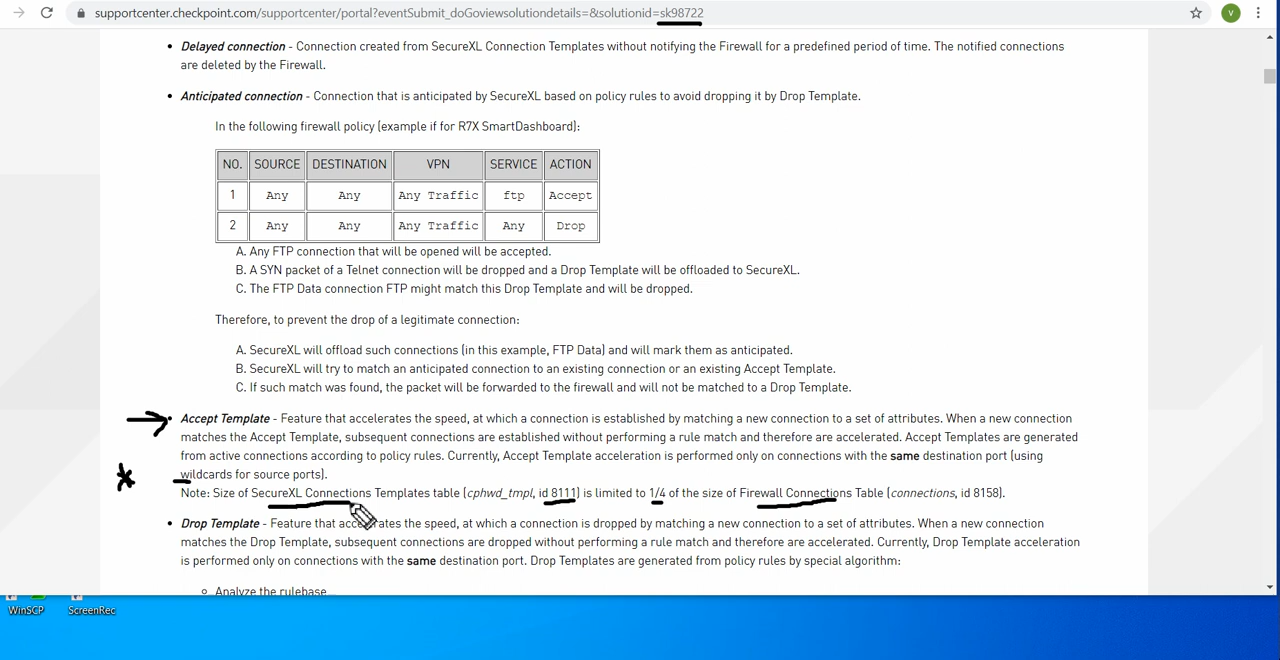 supportcenter.checkpoint.com/supportcenter/portal?eventSubmit_doGoviewsolutiondetails=&solutionid=sk98722
V
Delayed connection - Connection created from SecureXL Connection Templates without notifying the Firewall for a predefined period of time. The notified connections
are deleted by the Firewall.
Anticipated connection - Connection that is anticipated by SecureXL based on policy rules to avoid dropping it by Drop Template.
In the following firewall policy (example if for R7X SmartDashboard):
NO. SOURCE DESTINATION VPN SERVICE ACTION
1 Any Any Any Traffic ftp Accept
2 Any Any Any Traffic Any Drop
A. Any FTP connection that will be opened will be accepted.
B. A SYN packet of a Telnet connection will be dropped and a Drop Template will be offloaded to SecureXL.
C. The FTP Data connection FTP might match this Drop Template and will be dropped.
Therefore, to prevent the drop of a legitimate connection:
A. SecureXL will offload such connections (in this example, FTP Data) and will mark them as anticipated.
B. SecureXL will try to match an anticipated connection to an existing connection or an existing Accept Template.
C. If such match was found, the packet will be forwarded to the firewall and will not be matched to a Drop Template.
Accept Template - Feature that accelerates the speed, at which a connection is established by matching a new connection to a set of attributes. When a new connection
matches the Accept Template, subsequent connections are established without performing a rule match and therefore are accelerated. Accept Templates are generated
from active connections according to policy rules. Currently, Accept Template acceleration is performed only on connections with the same destination port (using
wildcards for source ports).
Note: Size of SecureXL Connections Templates table (cphwd_tmpl, id 8111) is limited to 1/4 of the size of Firewall Connections Table (connections, id 8158).
Drop Template - Feature that accelerates the speed, at which a connection is dropped by matching a new connection to a set of attributes. When a new connection
matches the Drop Template, subsequent connections are dropped without performing a rule match and therefore are accelerated. Currently, Drop Template acceleration
is performed only on connections with the same destination port. Drop Templates are generated from policy rules by special algorithm:
Analyze the rulebase
WinSCP ScreenRec